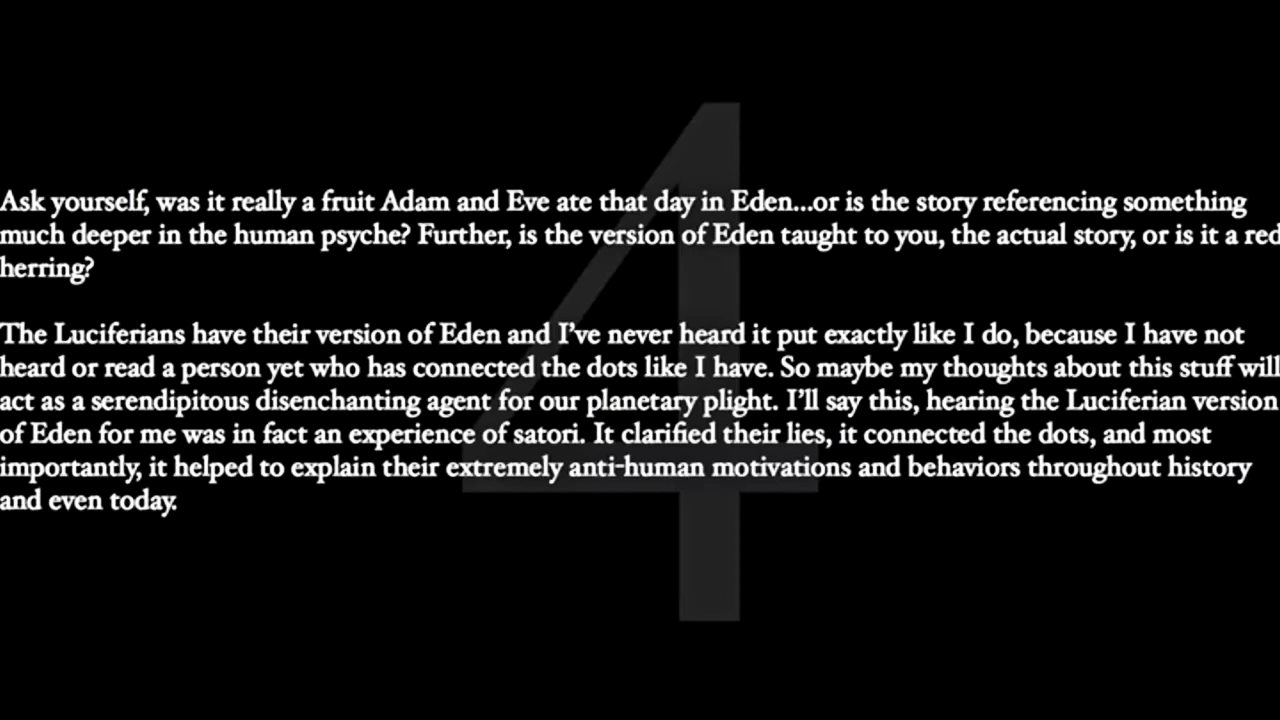 4
Ask yourself, was it really a fruit Adam and Eve ate that day in Eden...or is the story referencing something
much deeper in the human psyche? Further, is the version of Eden taught to you, the actual story, or is it a red
herring?
The Luciferians have their version of Eden and I’ve never heard it put exactly like I do, because I have not
heard or read a person yet who has connected the dots like I have. So maybe my thoughts about this stuff will
act as a serendipitous disenchanting agent for our planetary plight. I’ll say this, hearing the Luciferian version
of Eden for me was in fact an experience of satori. It clarified their lies, it connected the dots, and most
importantly, it helped to explain their extremely anti-human motivations and behaviors throughout history
and even today.